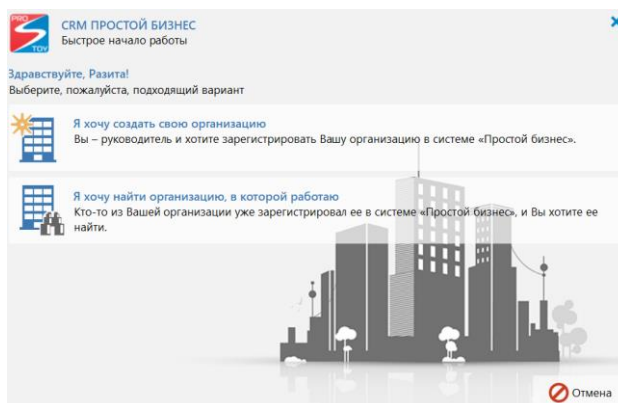 PRO
TOY
CRM ПРОСТОЙ БИЗНЕС
Быстрое начало работы
Здравствуйте, Разита!
Выберите, пожалуйста, подходящий вариант
Я хочу создать свою организацию
Вы – руководитель и хотите зарегистрировать Вашу организацию в системе «Простой бизнес».
Я хочу найти организацию, в которой работаю
Кто-то из Вашей организации уже зарегистрировал ее в системе «Простой бизнес», и Вы хотите ее
найти.
Отмена